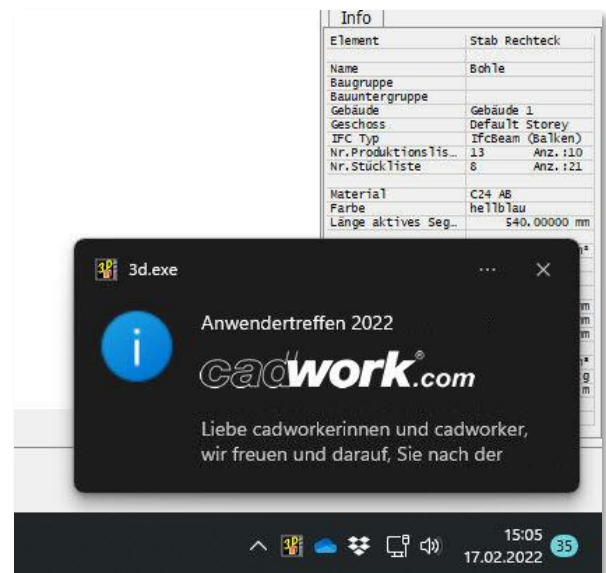 Info
Element Stab Rechteck
Name Bohle
Baugruppe
Bauuntergruppe
Gebäude Gebäude 1
Geschoss Default Storey
IFC Typ IfcBeam (Balken)
Nr.Produktionslis… 13 Anz.:10
Nr.Stückliste 8 Anz.:21
Material C24 AB
Farbe hellblau
Länge aktives Seg… 540.00000 mm
3d.exe
Anwendertreffen 2022
cadwork®.com
Liebe cadworkerinnen und cadworker,
wir freuen und darauf, Sie nach der
15:05
17.02.2022
35